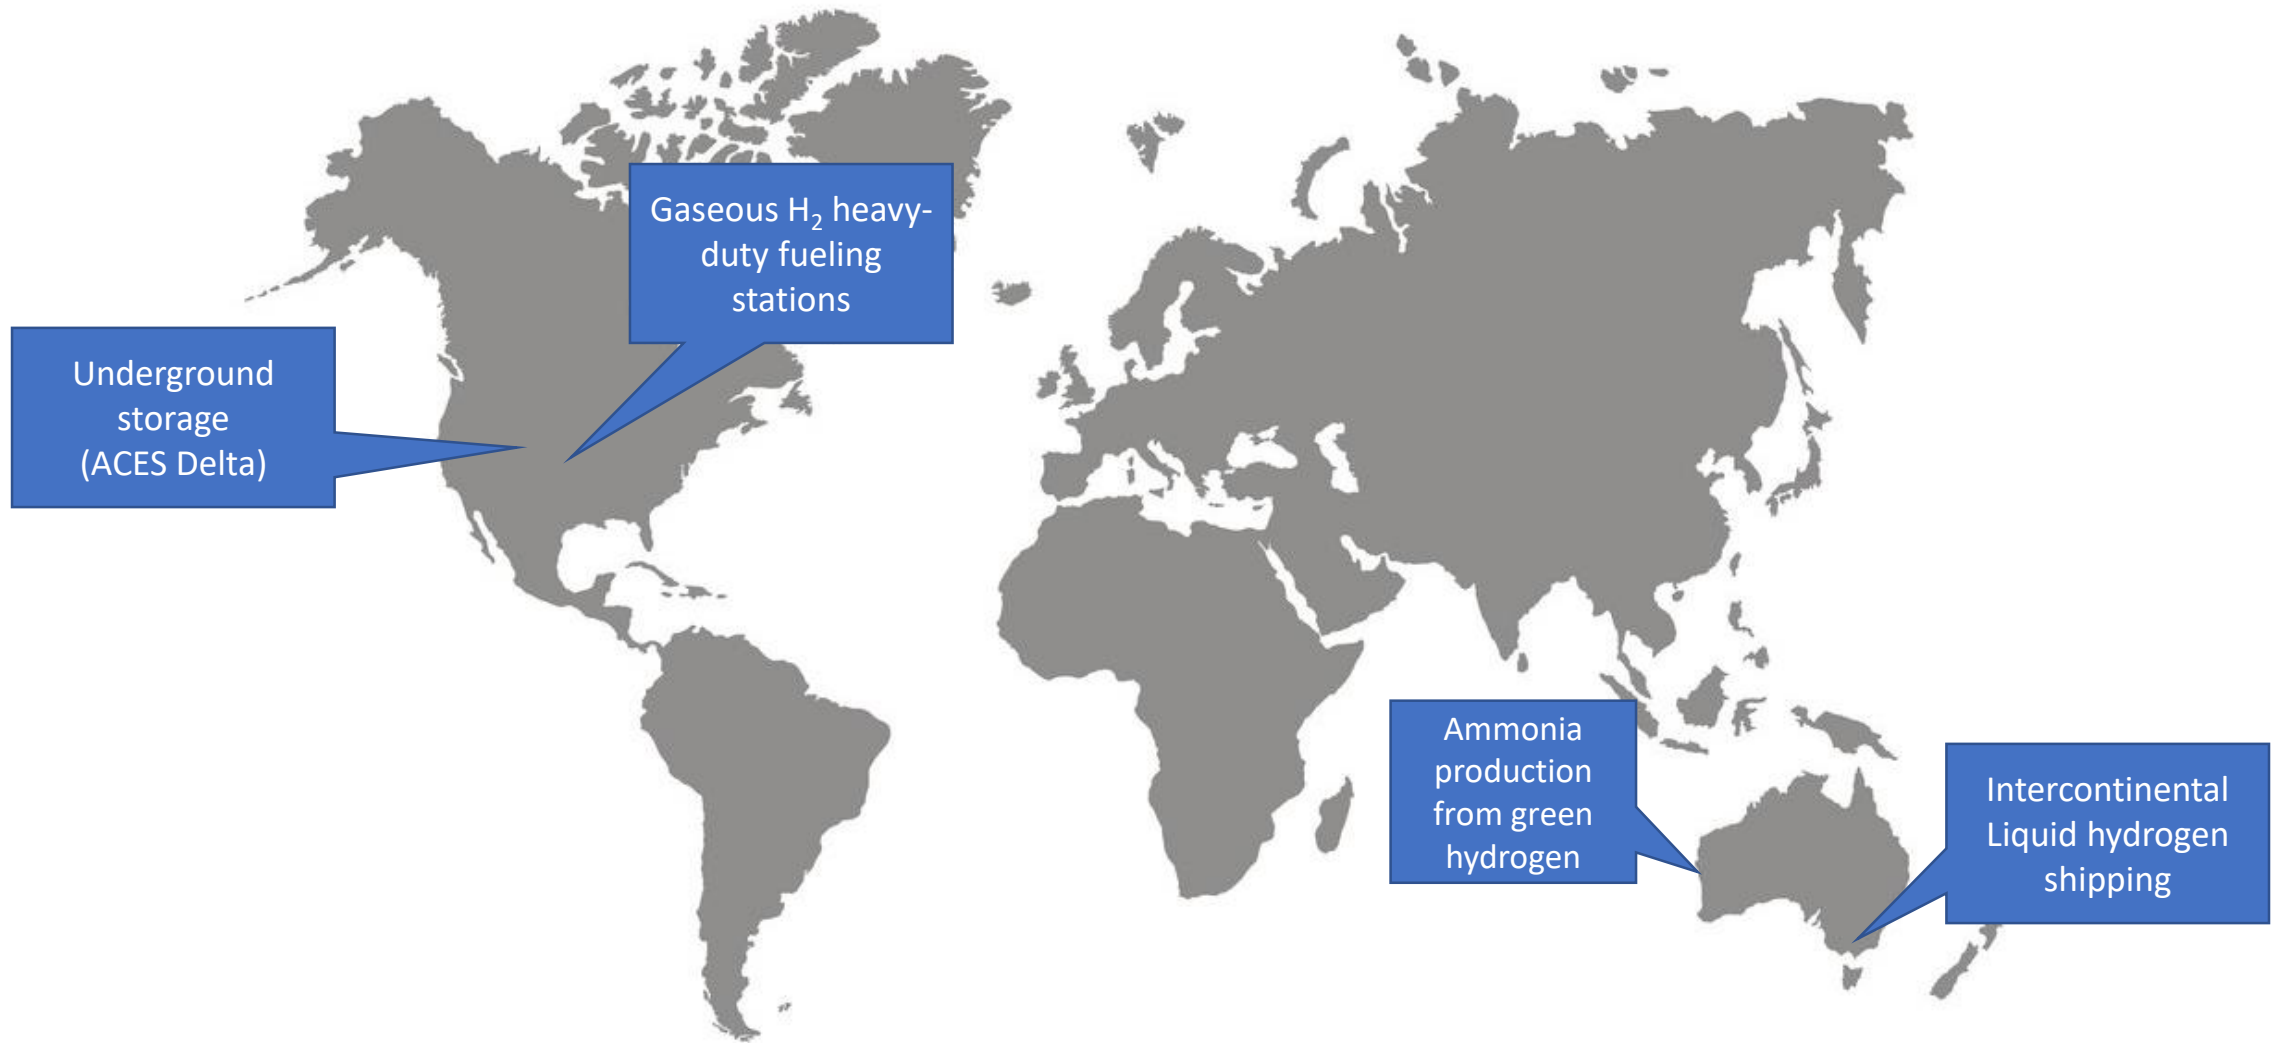 Gaseous H₂ heavy-
duty fueling
stations
Underground
storage
(ACES Delta)
Ammonia
production
from green
hydrogen
Intercontinental
Liquid hydrogen
shipping